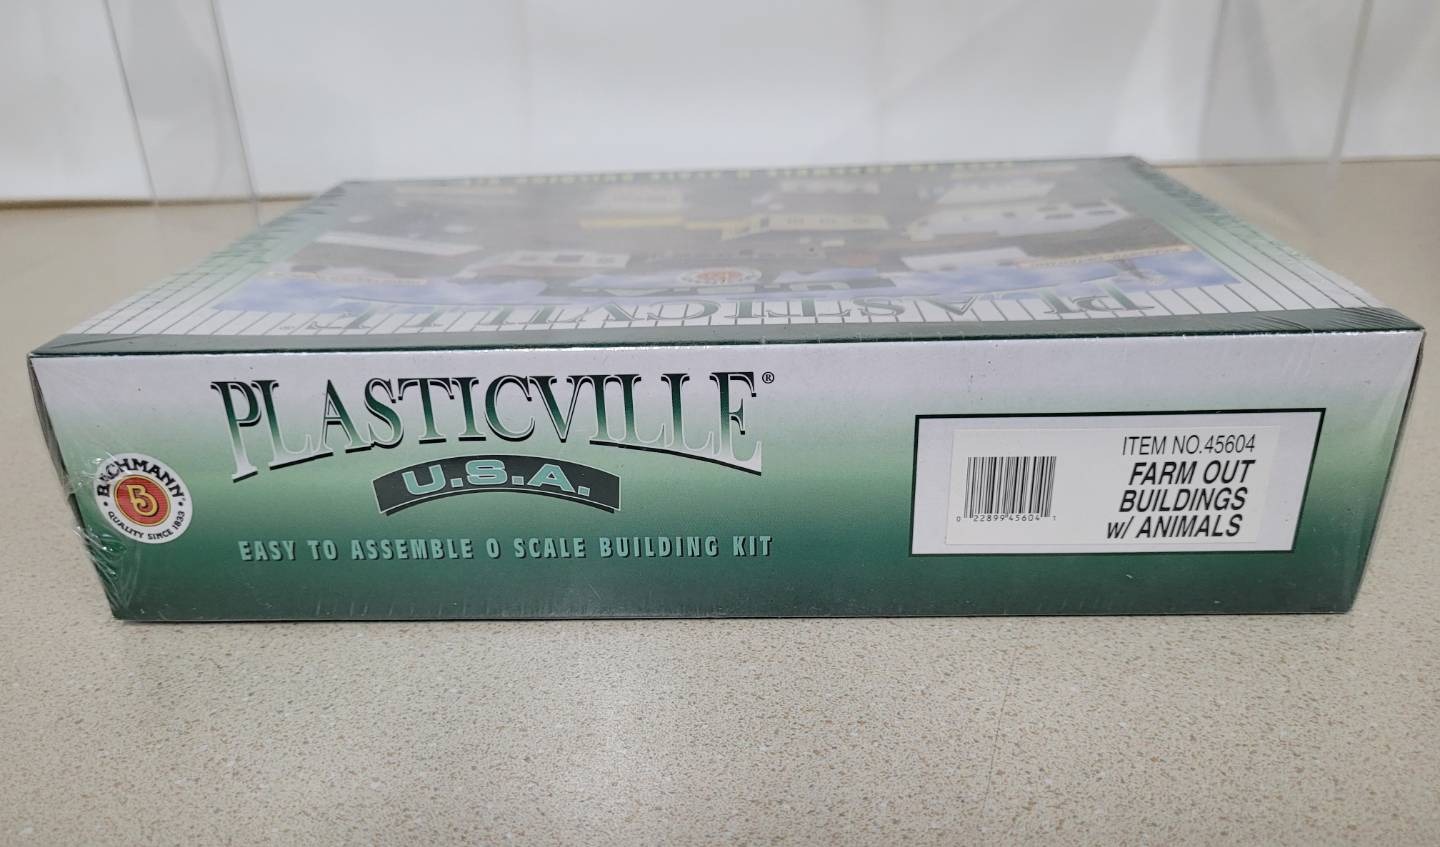 PLASTICVILLE
PLASTICVILLE®
U.S.A.
EASY TO ASSEMBLE O SCALE BUILDING KIT
BACHMANN
QUALITY SINCE 1833
ITEM NO.45604
FARM OUT
BUILDINGS
w/ ANIMALS
0 22899 45604 1